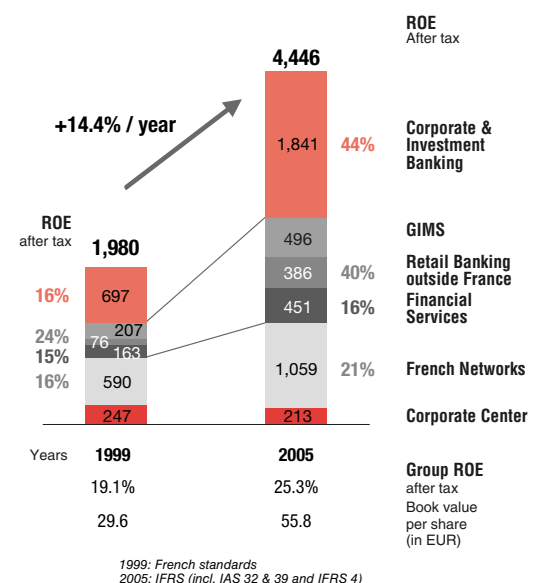 ROE
After tax
4,446
+14.4% / year
1,841
44%
Corporate &
Investment
Banking
ROE
after tax
1,980
496
GIMS
386
40%
Retail Banking
outside France
451
16%
Financial
Services
16%
697
24%
207
76
15%
163
16%
590
1,059
21%
French Networks
247
213
Corporate Center
Years
1999
2005
19.1%
25.3%
Group ROE
after tax
29.6
55.8
Book value
per share
(in EUR)
1999: French standards
2005: IFRS (incl. IAS 32 & 39 and IFRS 4)